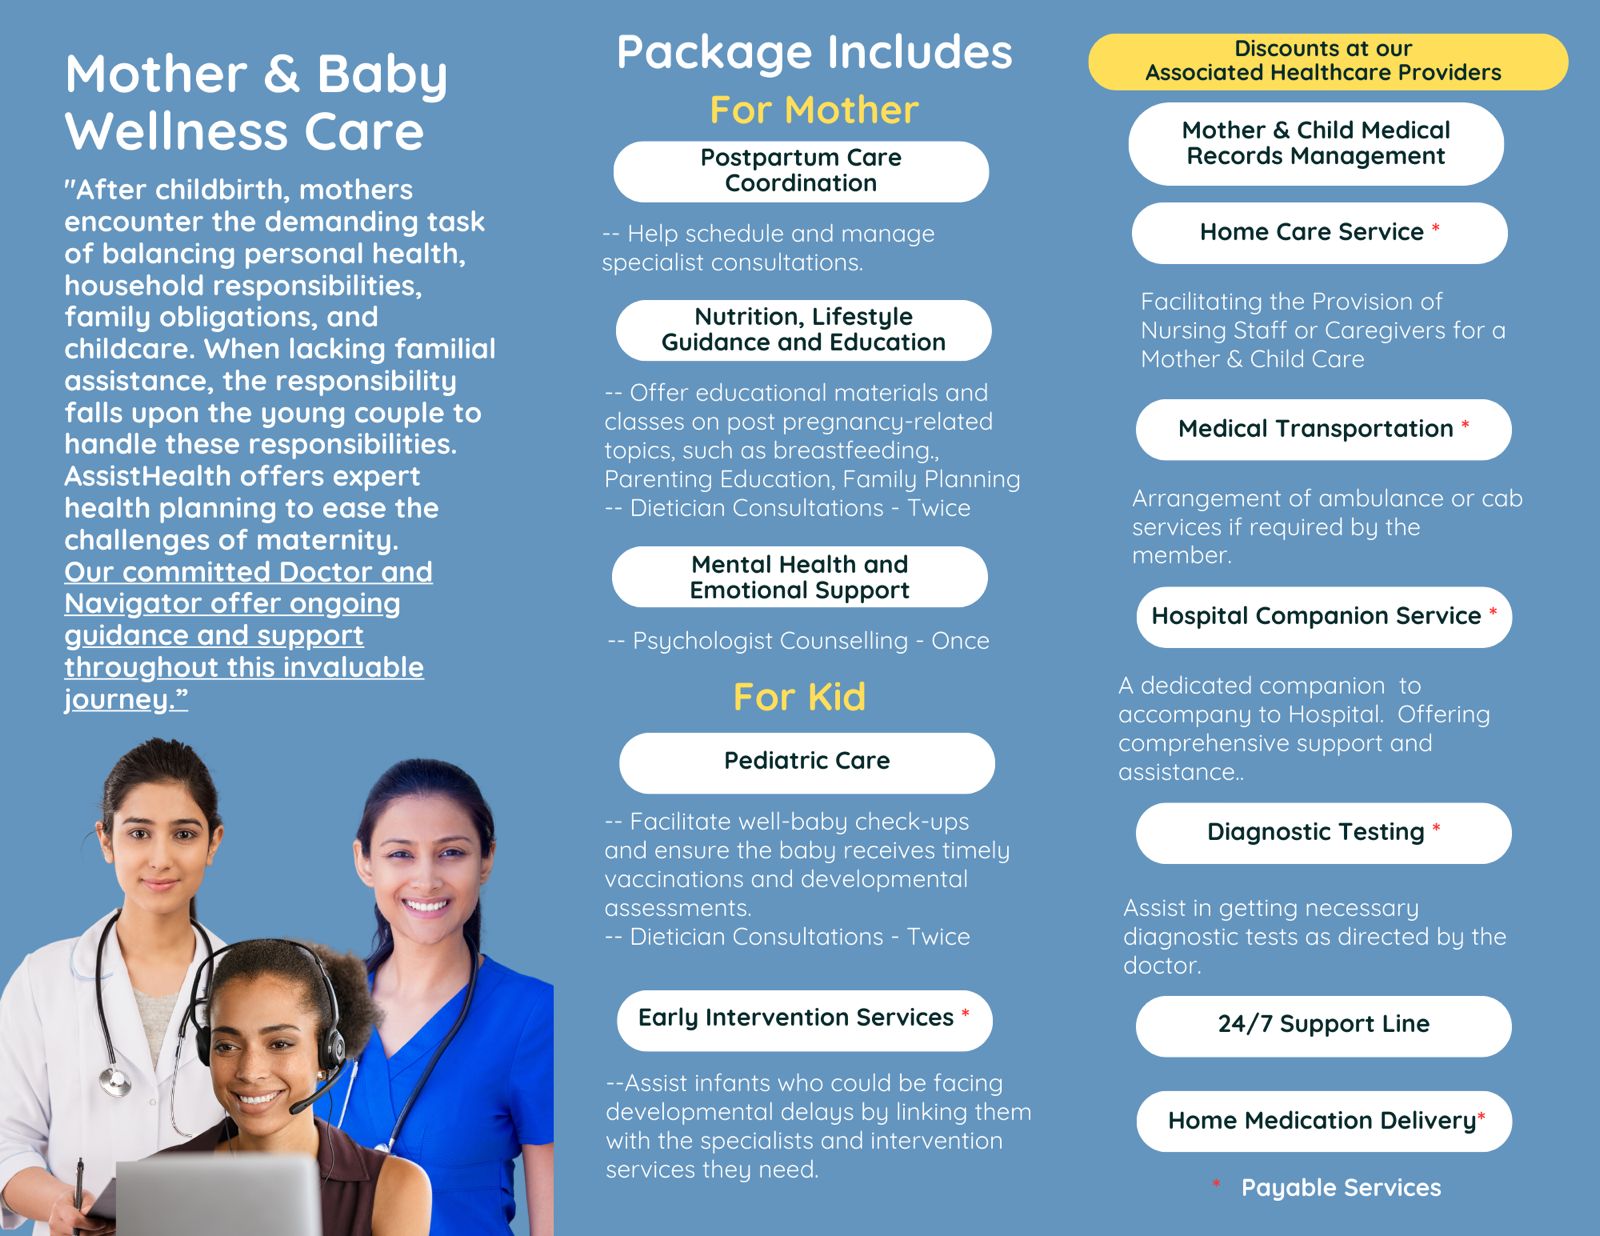 Mother & Baby
Wellness Care
"After childbirth, mothers
encounter the demanding task
of balancing personal health,
household responsibilities,
family obligations, and
childcare. When lacking familial
assistance, the responsibility
falls upon the young couple to
handle these responsibilities.
AssistHealth offers expert
health planning to ease the
challenges of maternity.
Our committed Doctor and
Navigator offer ongoing
guidance and support
throughout this invaluable
journey.”
Package Includes
For Mother
Postpartum Care
Coordination
-- Help schedule and manage
specialist consultations.
Nutrition, Lifestyle
Guidance and Education
-- Offer educational materials and
classes on post pregnancy-related
topics, such as breastfeeding.,
Parenting Education, Family Planning
-- Dietician Consultations - Twice
Mental Health and
Emotional Support
-- Psychologist Counselling - Once
For Kid
Pediatric Care
-- Facilitate well-baby check-ups
and ensure the baby receives timely
vaccinations and developmental
assessments.
-- Dietician Consultations - Twice
Early Intervention Services *
--Assist infants who could be facing
developmental delays by linking them
with the specialists and intervention
services they need.
Discounts at our
Associated Healthcare Providers
Mother & Child Medical
Records Management
Home Care Service *
Facilitating the Provision of
Nursing Staff or Caregivers for a
Mother & Child Care
Medical Transportation *
Arrangement of ambulance or cab
services if required by the
member.
Hospital Companion Service *
A dedicated companion  to
accompany to Hospital.  Offering
comprehensive support and
assistance..
Diagnostic Testing *
Assist in getting necessary
diagnostic tests as directed by the
doctor.
24/7 Support Line
Home Medication Delivery*
* Payable Services